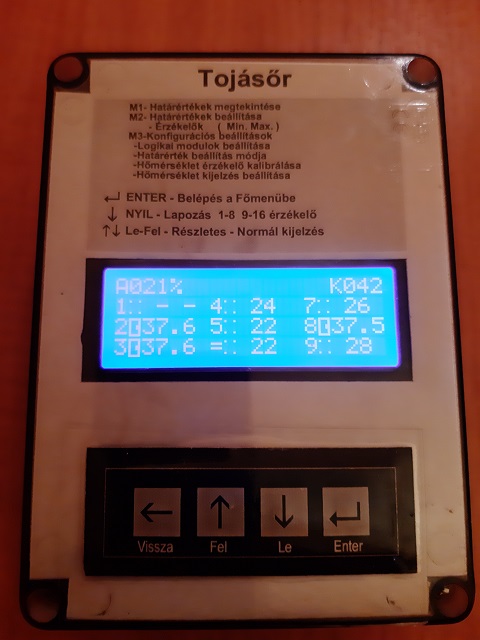 Tojásőr
M1- Határértékek megtekintése
M2- Határértékek beállítása
- Érzékelők ( Min. Max. )
M3-Konfigurációs beállítások
-Logikai modulok beállítása
-Határérték beállítás módja
-Hőmérséklet érzékelő kalibrálása
-Hőmérséklet kijelzés beállítása
↵ ENTER - Belépés a Főmenübe
↓ NYIL - Lapozás 1-8 9-16 érzékelő
↑↓ Le-Fel - Részletes - Normál kijelzés
A021% K042
1:: - - 4:: 24 7:: 26
2 37.6 5:: 22 8 37.5
3 37.6 =:: 22 9:: 28
← ↑ ↓ ↵
Vissza Fel Le Enter